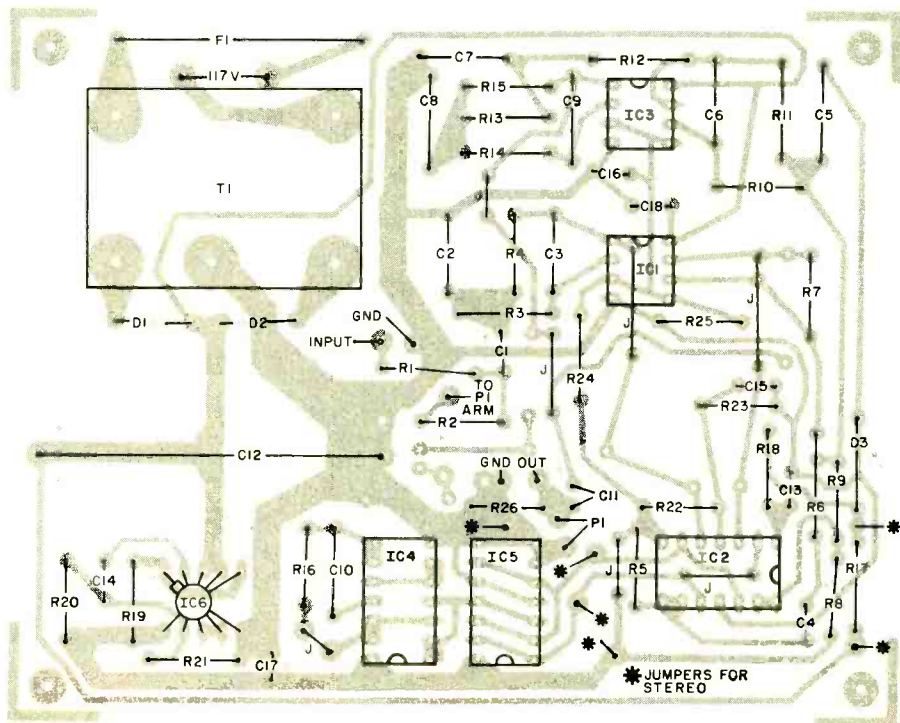 F1
117V
T1
D1
D2
C7
R12
C8
R15
R13
R14
C9
IC3
C6
R11
C5
C16
C18
R10
C2
R4
C3
IC1
R3
J
R25
J
R7
GND
INPUT
R1
C1
TO
P1
ARM
R2
J
R24
C15
R23
C12
GND OUT
R26
C11
P1
R22
R18
C13
R6
R9
D3
R20
C14
R19
IC6
R21
C17
R16
C10
J
IC4
IC5
J
R5
IC2
J
C4
R8
R17
✱ JUMPERS FOR
STEREO